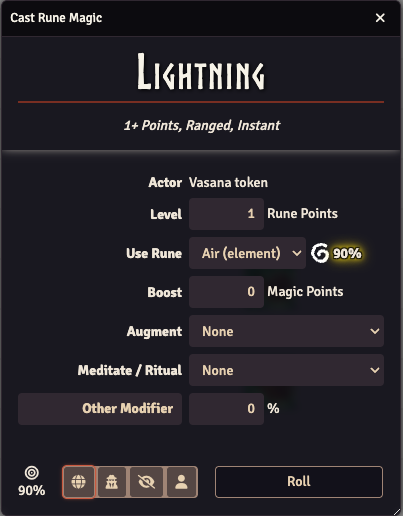 Cast Rune Magic
Lightning
1+ Points, Ranged, Instant
Actor Vasana token
Level 1 Rune Points
Use Rune Air (element) 90%
Boost 0 Magic Points
Augment None
Meditate / Ritual None
Other Modifier 0 %
90% Roll